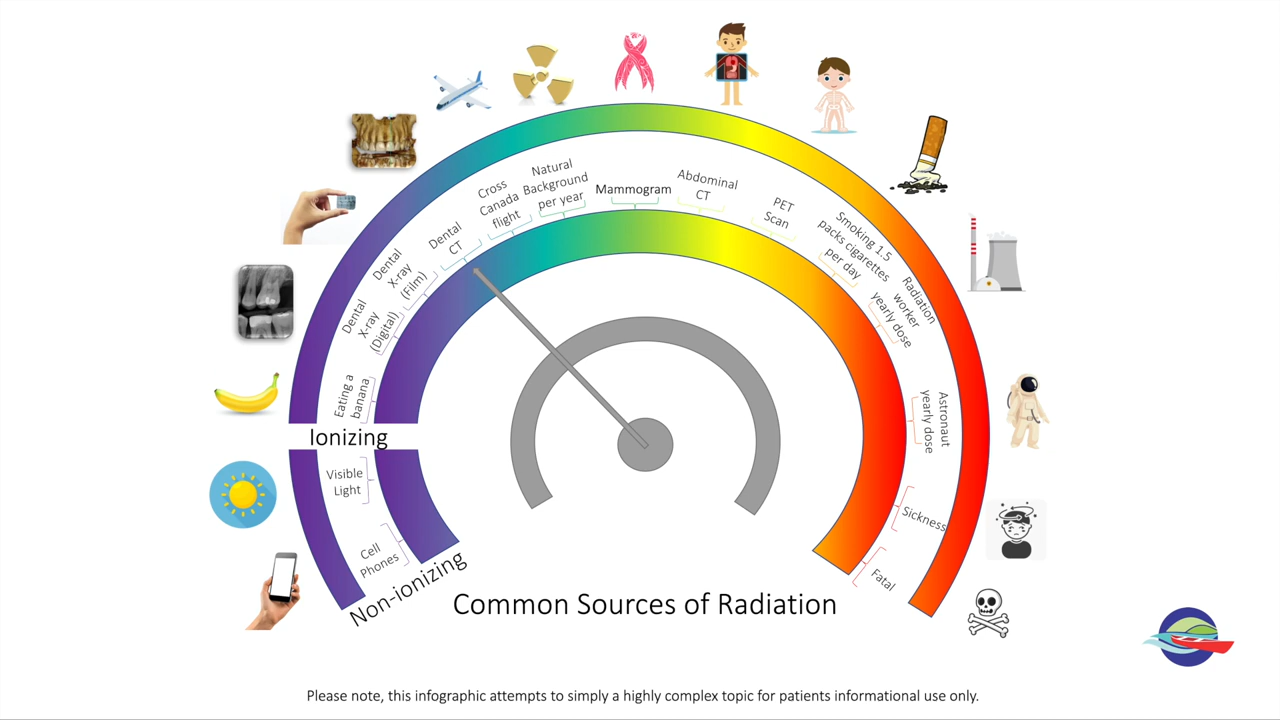 Cell
Phones
Visible
Light
Non-ionizing
Ionizing
Eating a
banana
Dental
X-ray
(Digital)
Dental
X-ray
(Film)
Dental
CT
Cross
Canada
flight
Natural
Background
per year
Mammogram
Abdominal
CT
PET
Scan
Smoking 1.5
packs cigarettes
per day
Radiation
worker
yearly dose
Astronaut
yearly dose
Sickness
Fatal
Common Sources of Radiation
Please note, this infographic attempts to simply a highly complex topic for patients informational use only.